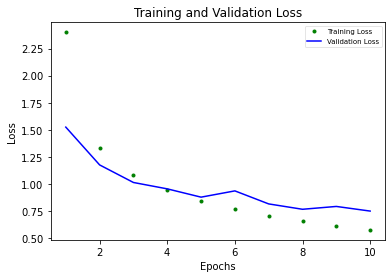 Training and Validation Loss
Training Loss
Validation Loss
2.25
2.00
1.75
1.50
1.25
1.00
0.75
0.50
Loss
2 4 6 8 10
Epochs